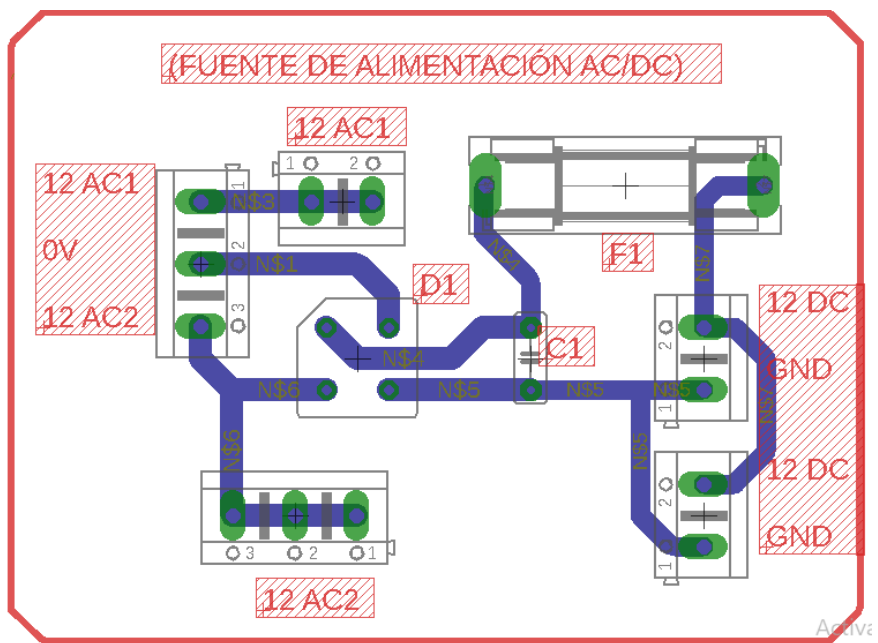 (FUENTE DE ALIMENTACIÓN AC/DC)
12 AC1
1 2
12 AC1
0V
12 AC2
1
2
3
N$3
N$1
D1
F1
N$4
N$7
C1
N$4
N$6
N$5
N$5
N$5
N$6
N$5
N$7
2
1
12 DC
GND
12 DC
GND
2
1
3 2 1
12 AC2
Activa